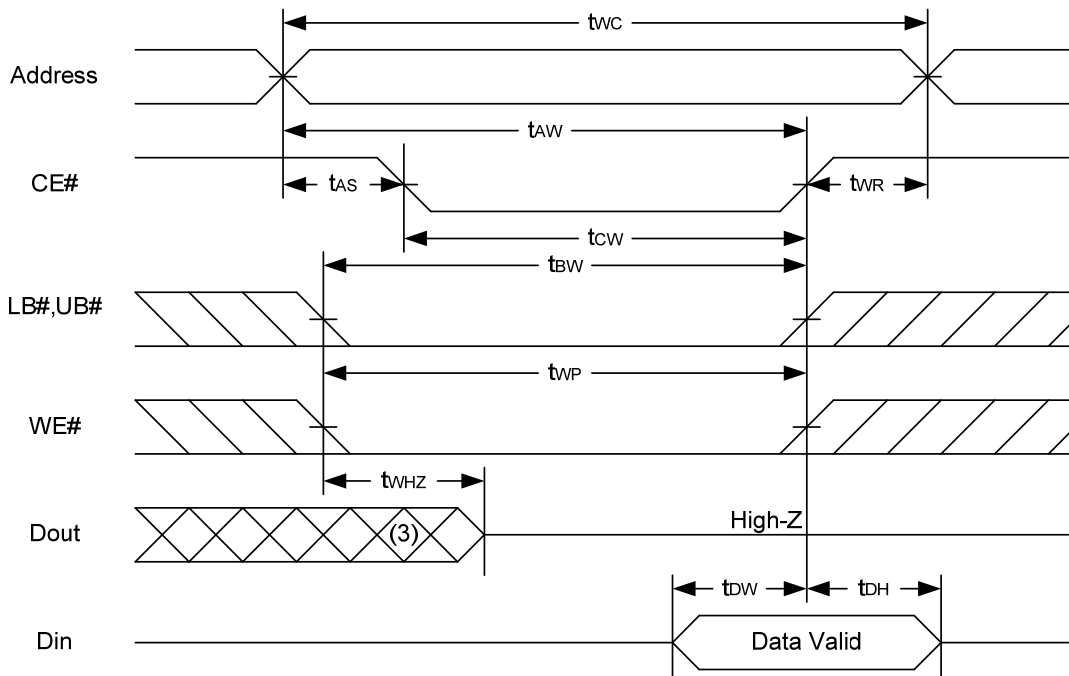 tWC
Address
tAW
CE#
tAS
tWR
tCW
tBW
LB#,UB#
tWP
WE#
tWHZ
Dout
(3)
High-Z
tDW
tDH
Din
Data Valid